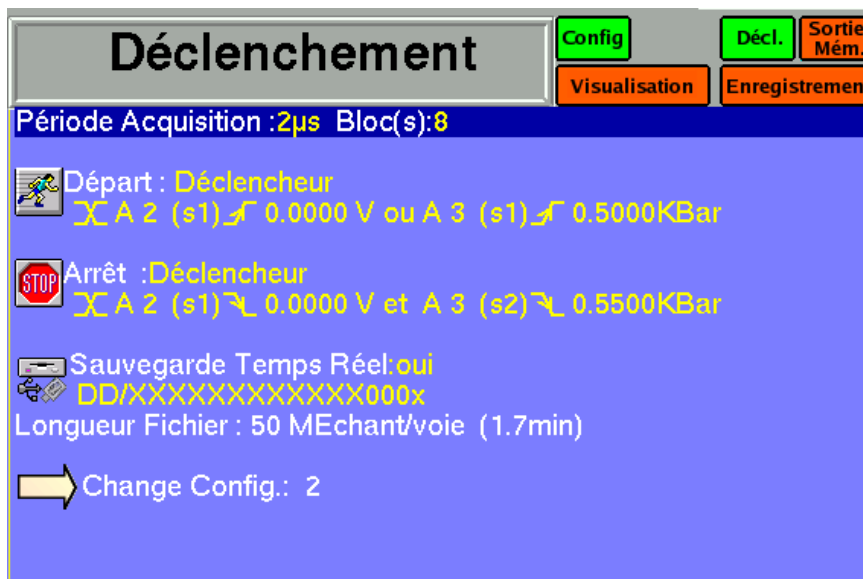 Déclenchement
Config
Décl.
Sortie
Mém.
Visualisation
Enregistremen
Période Acquisition :2µs Bloc(s):8
Départ : Déclencheur
A 2 (s1) 0.0000 V ou A 3 (s1) 0.5000KBar
STOP
Arrêt :Déclencheur
A 2 (s1) 0.0000 V et A 3 (s2) 0.5500KBar
Sauvegarde Temps Réel:oui
DD/XXXXXXXXXXXX000x
Longueur Fichier : 50 MEchant/voie (1.7min)
Change Config.: 2